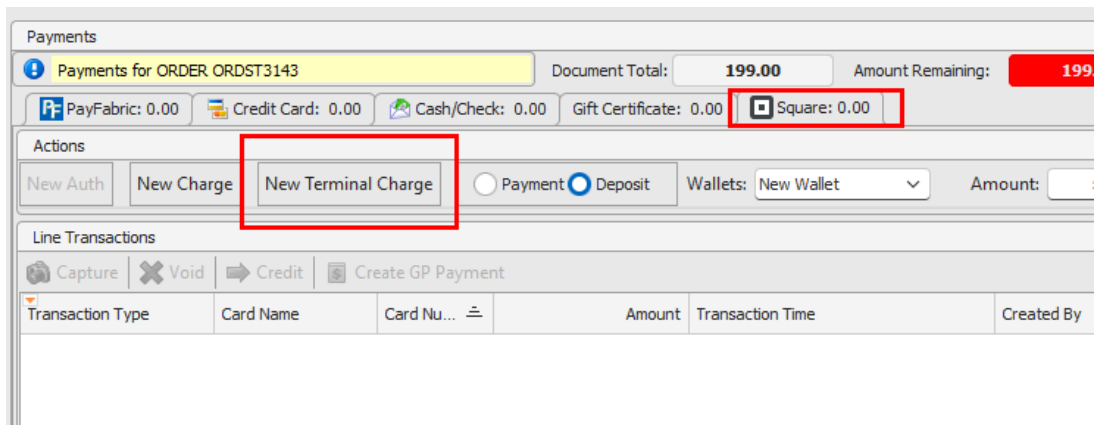 Payments
Payments for ORDER ORDST3143 Document Total: 199.00 Amount Remaining: 199.
PF PayFabric: 0.00 Credit Card: 0.00 Cash/Check: 0.00 Gift Certificate: 0.00 Square: 0.00
Actions
New Auth New Charge New Terminal Charge Payment Deposit Wallets: New Wallet Amount:
Line Transactions
Capture Void Credit Create GP Payment
Transaction Type Card Name Card Nu... Amount Transaction Time Created By